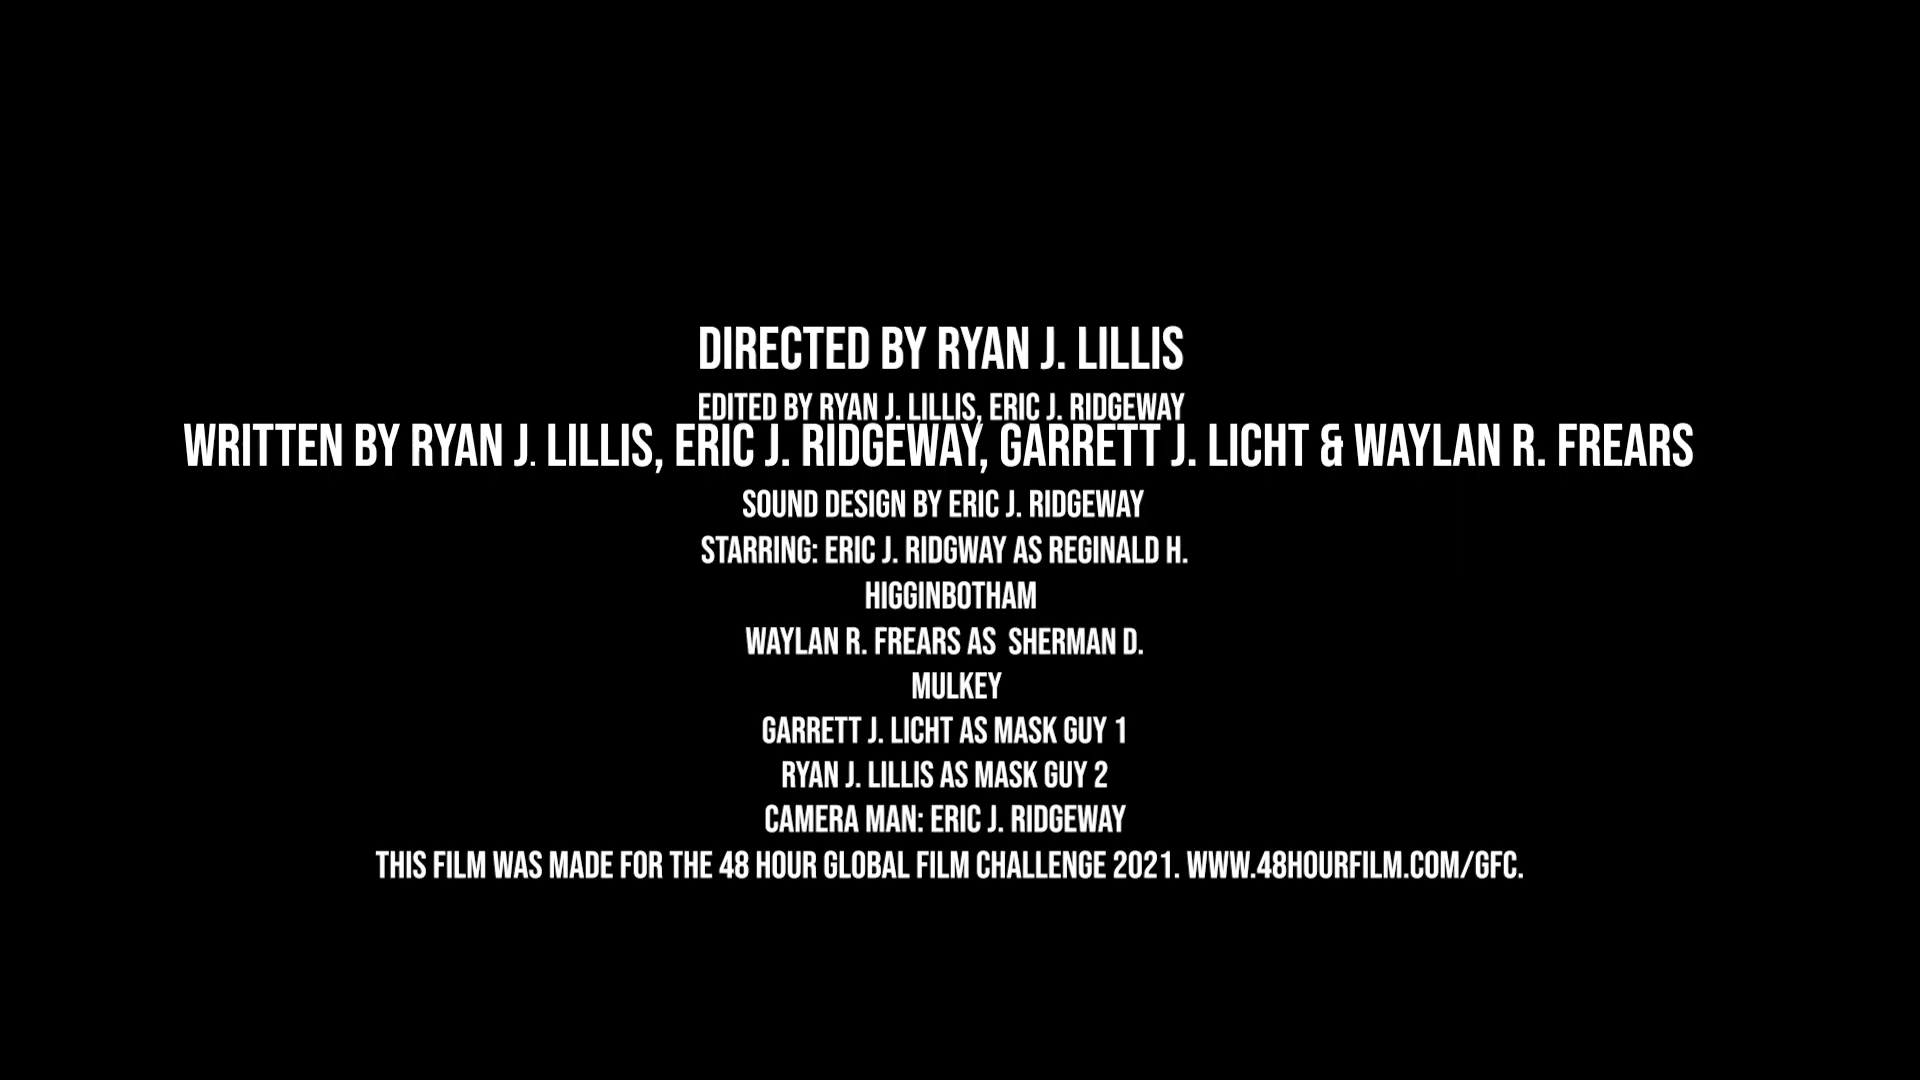 DIRECTED BY RYAN J. LILLIS
EDITED BY RYAN J. LILLIS, ERIC J. RIDGEWAY
WRITTEN BY RYAN J. LILLIS, ERIC J. RIDGEWAY, GARRETT J. LICHT & WAYLAN R. FREARS
SOUND DESIGN BY ERIC J. RIDGEWAY
STARRING: ERIC J. RIDGWAY AS REGINALD H.
HIGGINBOTHAM
WAYLAN R. FREARS AS SHERMAN D.
MULKEY
GARRETT J. LICHT AS MASK GUY 1
RYAN J. LILLIS AS MASK GUY 2
CAMERA MAN: ERIC J. RIDGEWAY
THIS FILM WAS MADE FOR THE 48 HOUR GLOBAL FILM CHALLENGE 2021. WWW.48HOURFILM.COM/GFC.